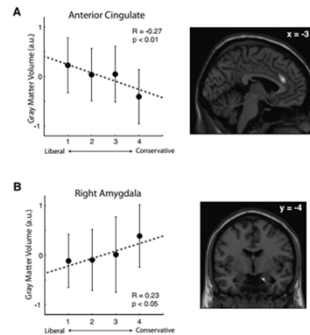 A
Anterior Cingulate
R = -0.27
p < 0.01
Gray Matter Volume (a.u.)
1
0
-1
1 2 3 4
Liberal Conservative
x = -3
B
Right Amygdala
R = 0.23
p < 0.05
Gray Matter Volume (a.u.)
1
0
-1
1 2 3 4
Liberal Conservative
y = -4